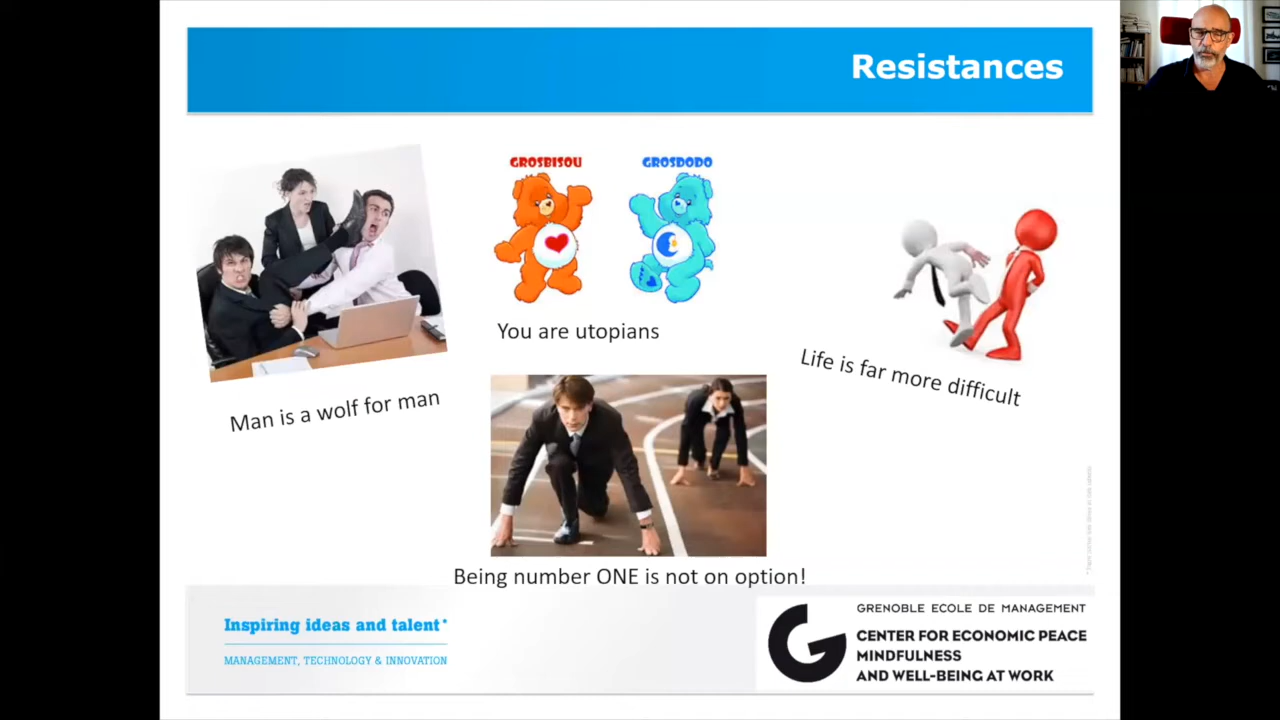 Resistances
GROSBISOU
GROSDODO
You are utopians
Life is far more difficult
Man is a wolf for man
Being number ONE is not on option!
Inspiring ideas and talent*
MANAGEMENT, TECHNOLOGY & INNOVATION
GRENOBLE ECOLE DE MANAGEMENT
CENTER FOR ECONOMIC PEACE
MINDFULNESS
AND WELL-BEING AT WORK